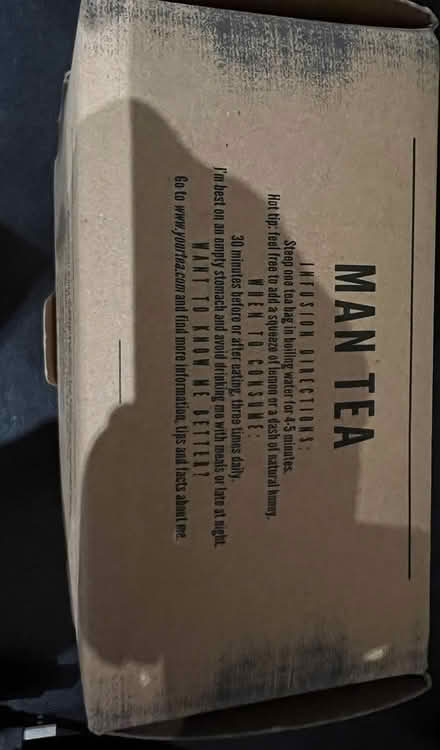 MAN TEA
INFUSION DIRECTIONS:
Steep one tea bag in boiling water for 4-5 minutes.
Hot tip: feel free to add a squeeze of lemon or a dash of natural honey.
WHEN TO CONSUME:
30 minutes before or after eating, three times daily.
I'm best on an empty stomach and avoid drinking me with meals or late at night.
WANT TO KNOW ME BETTER?
Go to www.yourtea.com and find more information, tips and facts about me.